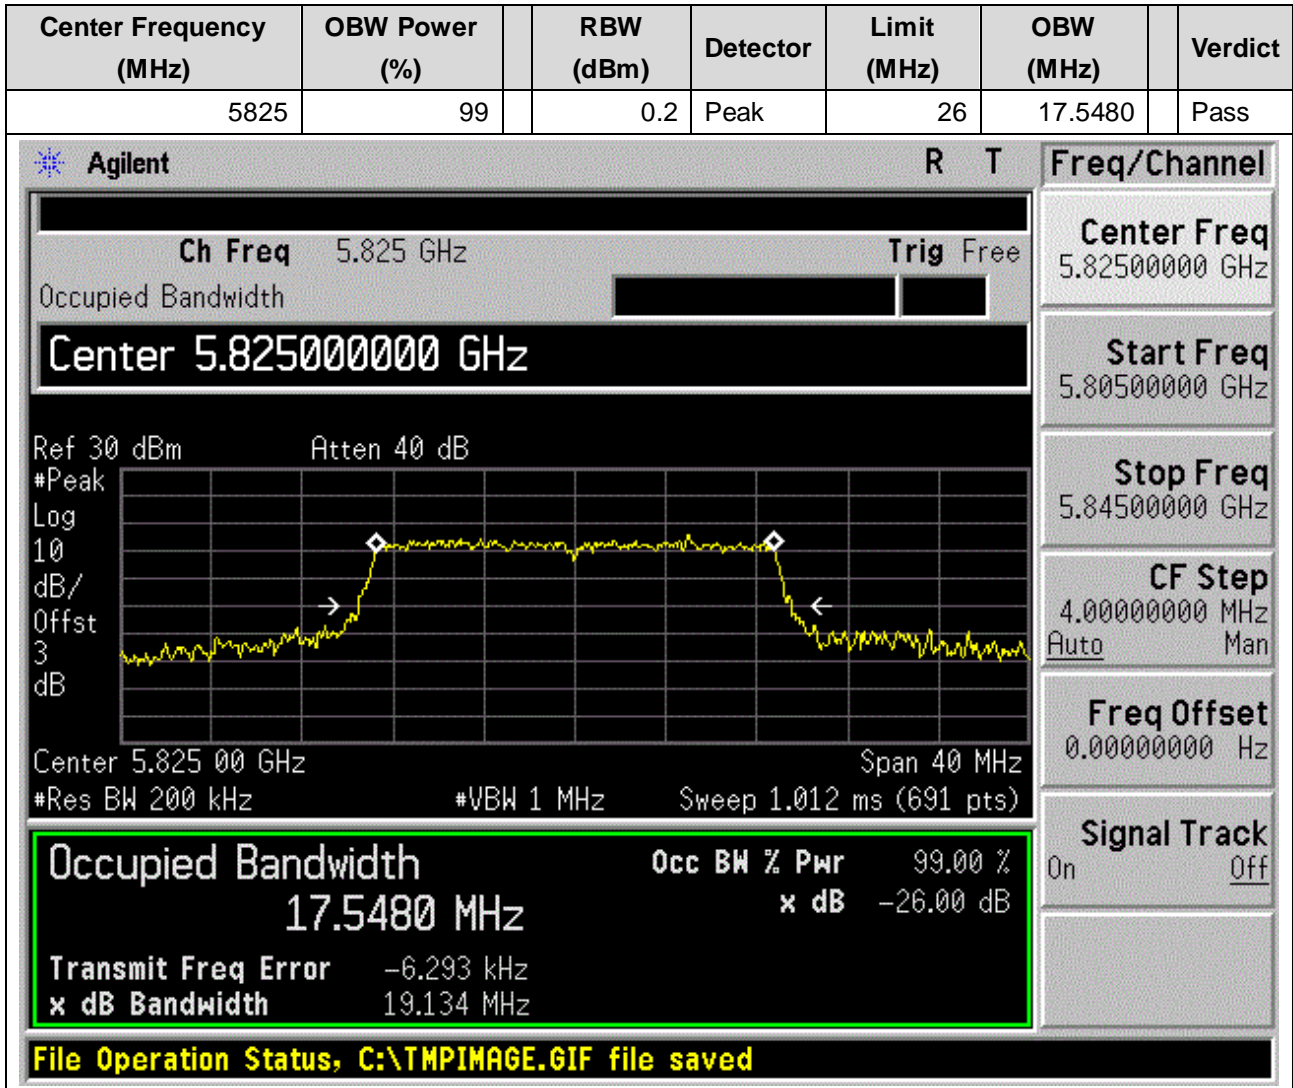 Center Frequency (MHz) OBW Power (%) RBW (dBm) Detector Limit (MHz) OBW (MHz) Verdict
5825 99 0.2 Peak 26 17.5480 Pass
Agilent R T
Ch Freq 5.825 GHz Trig Free
Occupied Bandwidth
Center 5.825000000 GHz
Ref 30 dBm Atten 40 dB
#Peak
Log
10
dB/
Offst
3
dB
Center 5.825 00 GHz Span 40 MHz
#Res BW 200 kHz #VBW 1 MHz Sweep 1.012 ms (691 pts)
Occupied Bandwidth
17.5480 MHz
Occ BW % Pwr 99.00 %
x dB -26.00 dB
Transmit Freq Error -6.293 kHz
x dB Bandwidth 19.134 MHz
File Operation Status, C:\TMPIMAGE.GIF file saved
Freq/Channel
Center Freq
5.82500000 GHz
Start Freq
5.80500000 GHz
Stop Freq
5.84500000 GHz
CF Step
4.00000000 MHz
Auto Man
Freq Offset
0.00000000 Hz
Signal Track
On Off